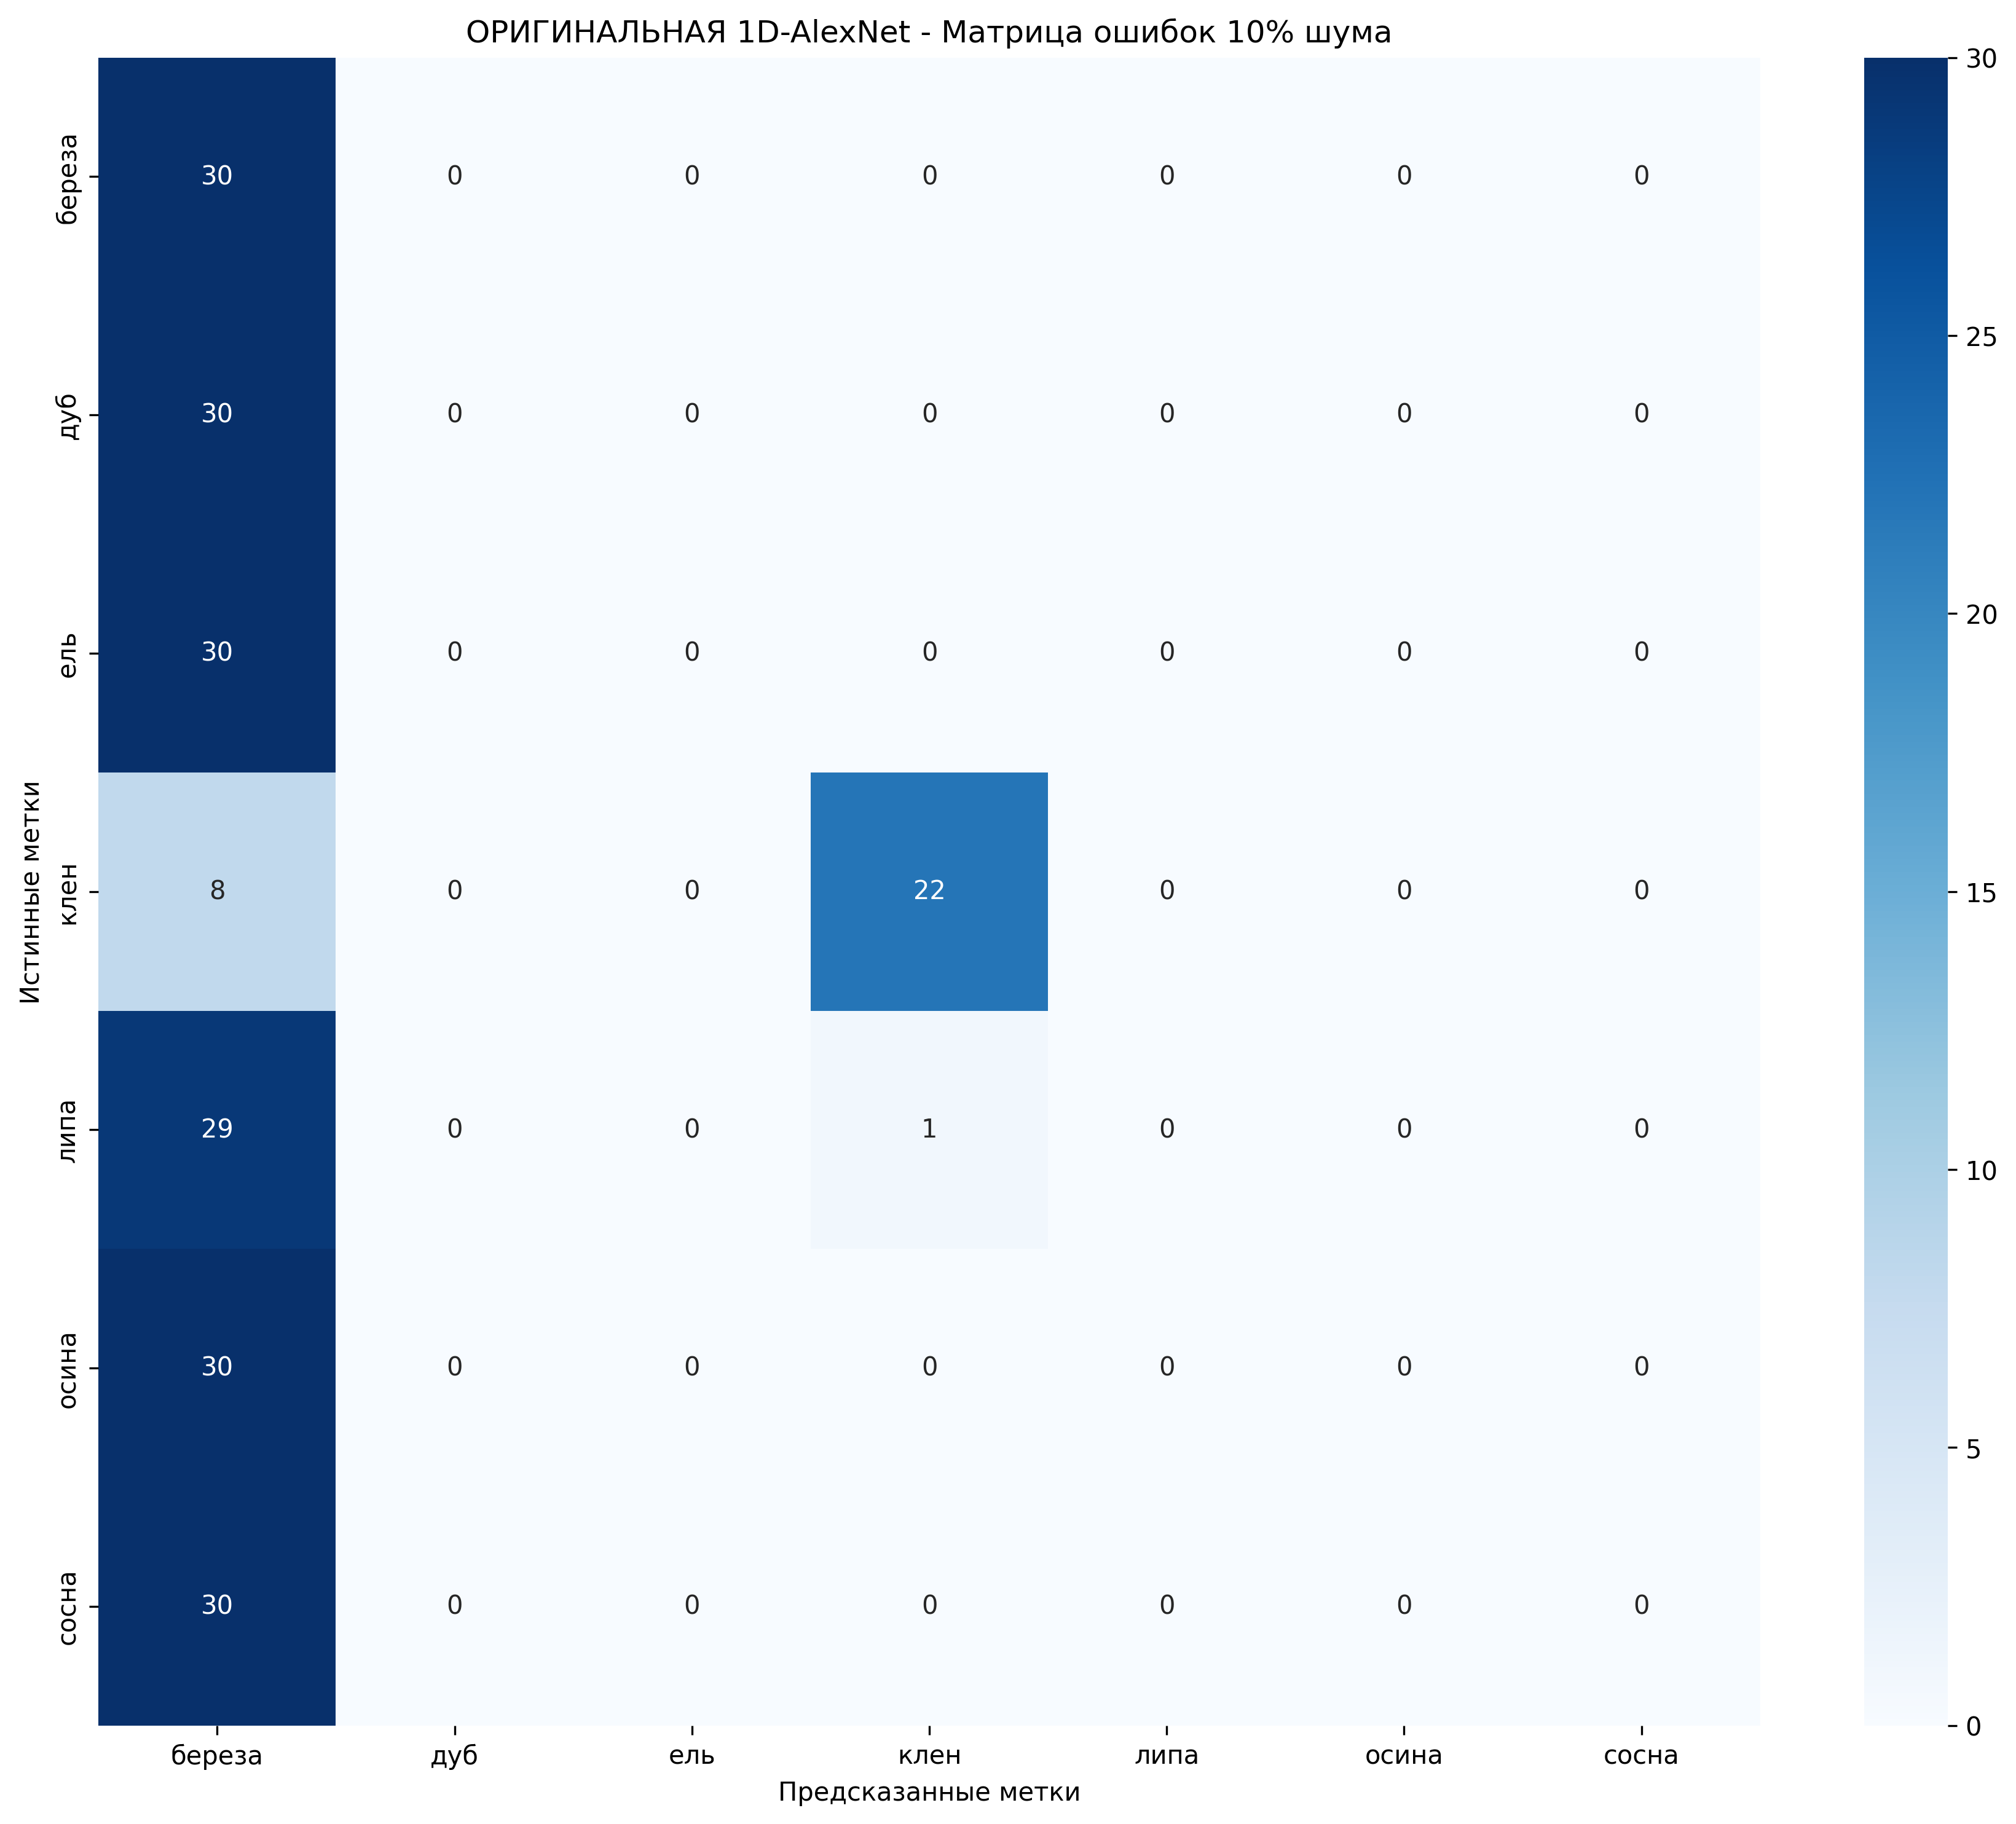 ОРИГИНАЛЬНАЯ 1D-AlexNet - Матрица ошибок 10% шума
Истинные метки
береза 30 0 0 0 0 0 0
дуб 30 0 0 0 0 0 0
ель 30 0 0 0 0 0 0
клен 8 0 0 22 0 0 0
липа 29 0 0 1 0 0 0
осина 30 0 0 0 0 0 0
сосна 30 0 0 0 0 0 0
береза дуб ель клен липа осина сосна
Предсказанные метки
30
25
20
15
10
5
0